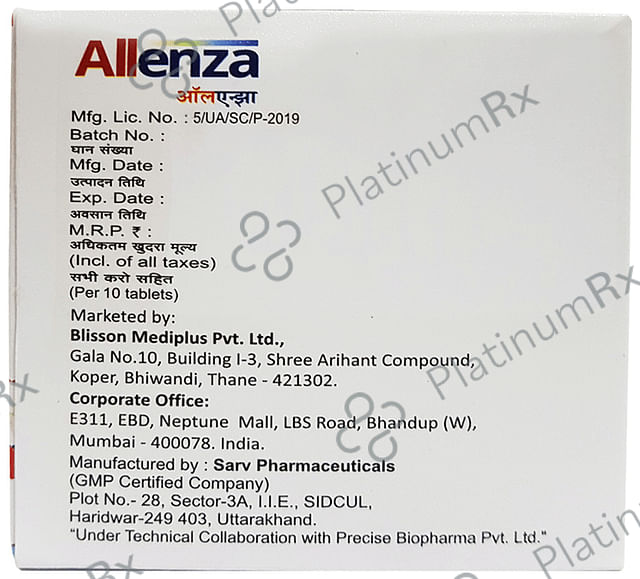 Allenza
ऑलएन्झा
Mfg. Lic. No. : 5/UA/SC/P-2019
Batch No. :
घान संख्या
Mfg. Date :
उत्पादन तिथि
Exp. Date :
अवसान तिथि
M.R.P. ₹ :
अधिकतम खुदरा मूल्य
(Incl. of all taxes)
सभी करो सहित
(Per 10 tablets)
Marketed by:
Blisson Mediplus Pvt. Ltd.,
Gala No.10, Building I-3, Shree Arihant Compound,
Koper, Bhiwandi, Thane - 421302.
Corporate Office:
E311, EBD, Neptune Mall, LBS Road, Bhandup (W),
Mumbai - 400078. India.
Manufactured by : Sarv Pharmaceuticals
(GMP Certified Company)
Plot No.- 28, Sector-3A, I.I.E., SIDCUL,
Haridwar-249 403, Uttarakhand.
"Under Technical Collaboration with Precise Biopharma Pvt. Ltd."
PlatinumRx
PlatinumRx
Platinum
Rx
Platin
Rx